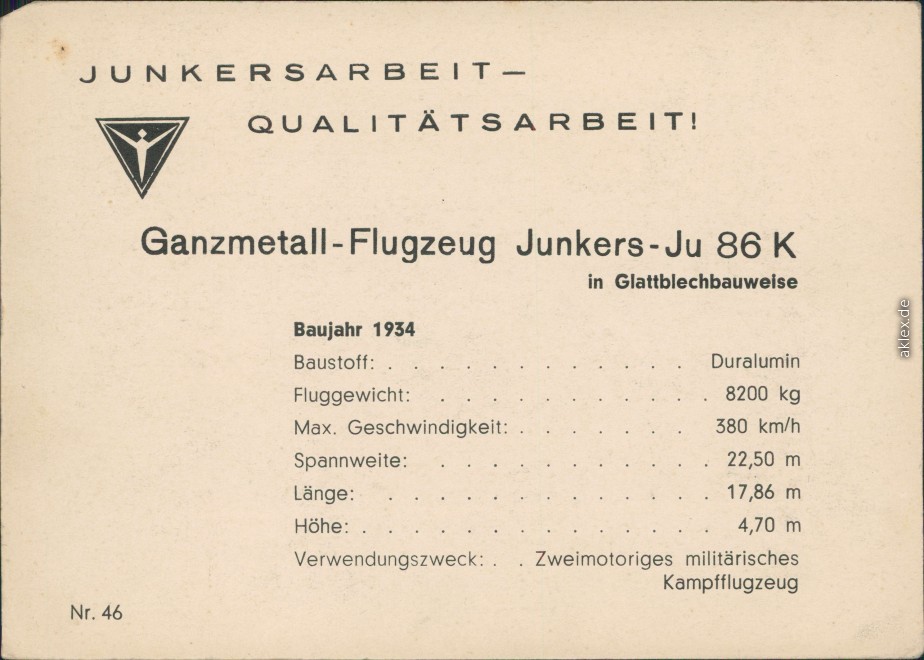 JUNKERSARBEIT—
QUALITÄTSARBEIT!
Ganzmetall-Flugzeug Junkers-Ju 86 K
in Glattblechbauweise
Baujahr 1934
Baustoff: . . . . . . . . . . . . Duralumin
Fluggewicht: . . . . . . . . . . . 8200 kg
Max. Geschwindigkeit: . . . . . . . 380 km/h
Spannweite: . . . . . . . . . . . 22,50 m
Länge: . . . . . . . . . . . . . 17,86 m
Höhe: . . . . . . . . . . . . . . 4,70 m
Verwendungszweck: . . Zweimotoriges militärisches
Kampfflugzeug
Nr. 46
aklex.de